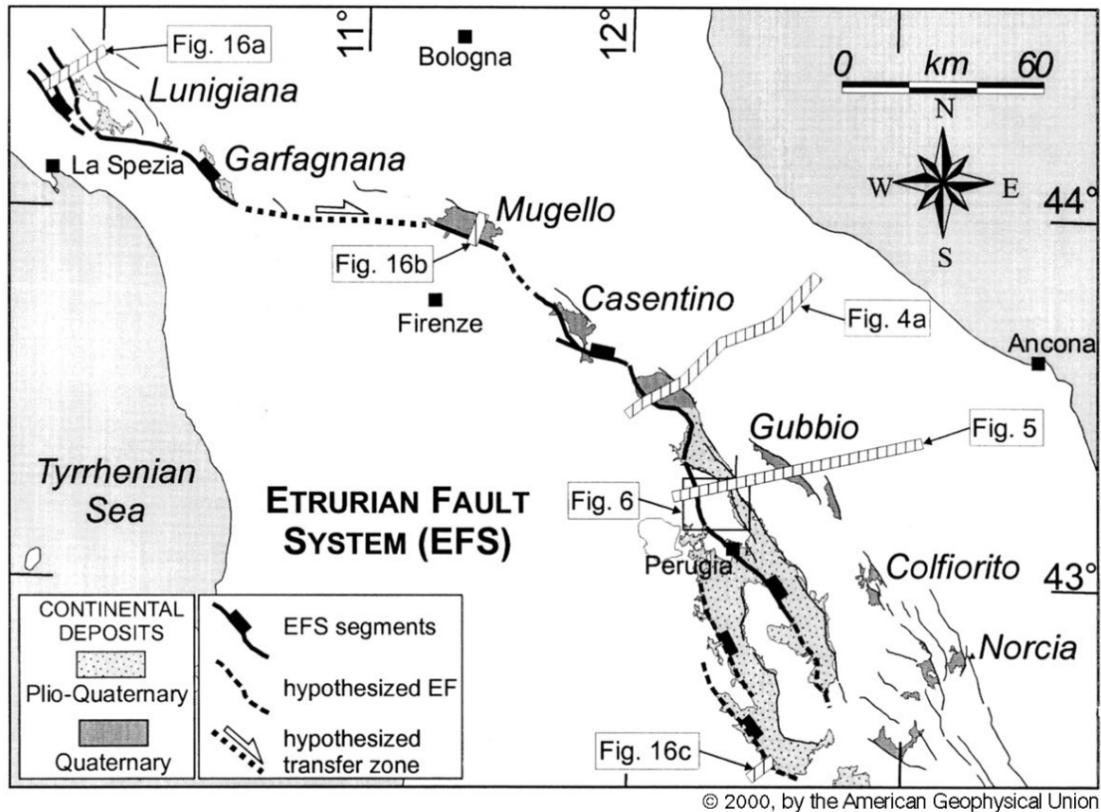 11°
12°
Fig. 16a
Bologna
Lunigiana
0 km 60
N
W E
S
La Spezia
Garfagnana
44°
Mugello
Fig. 16b
Casentino
Firenze
Fig. 4a
Ancona
Gubbio
Fig. 5
Tyrrhenian
Sea
ETRURIAN FAULT
SYSTEM (EFS)
Fig. 6
Perugia
Colfiorito
43°
Norcia
Fig. 16c
CONTINENTAL
DEPOSITS
Plio-Quaternary
Quaternary
EFS segments
hypothesized EF
hypothesized
transfer zone
© 2000, by the American Geophysical Union